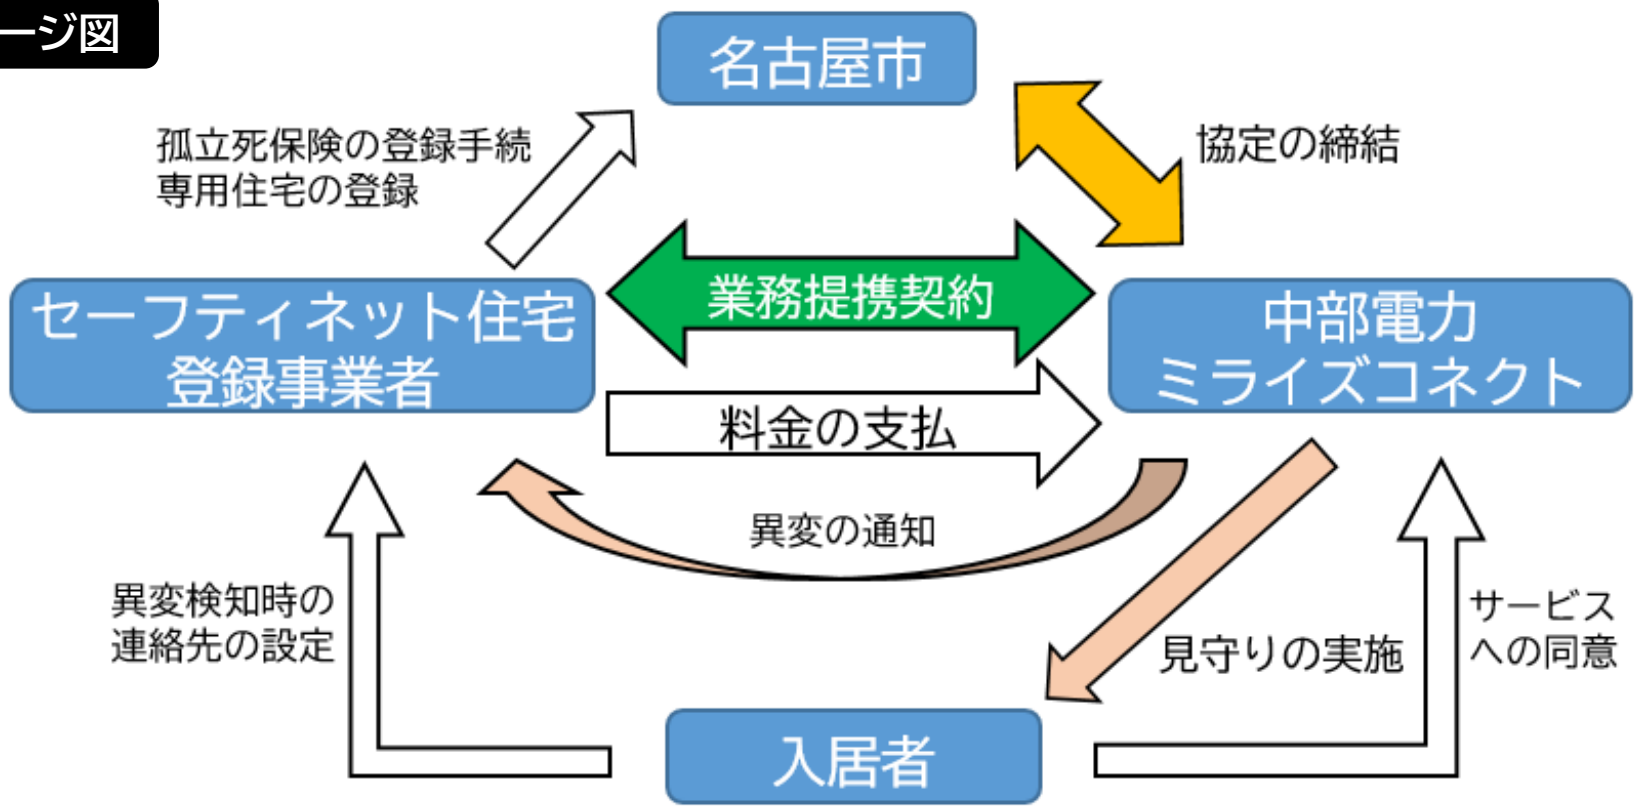 ージ図
名古屋市
孤立死保険の登録手続
専用住宅の登録
協定の締結
業務提携契約
セーフティネット住宅
登録事業者
中部電力
ミライズコネクト
料金の支払
異変の通知
異変検知時の
連絡先の設定
見守りの実施
サービス
への同意
入居者